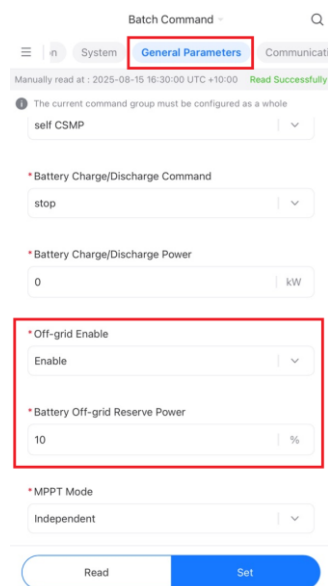 Batch Command
n System General Parameters Communicati
Manually read at : 2025-08-15 16:30:00 UTC +10:00 Read Successfully
The current command group must be configured as a whole
self CSMP
* Battery Charge/Discharge Command
stop
* Battery Charge/Discharge Power
0 kW
* Off-grid Enable
Enable
* Battery Off-grid Reserve Power
10 %
* MPPT Mode
Independent
Read Set